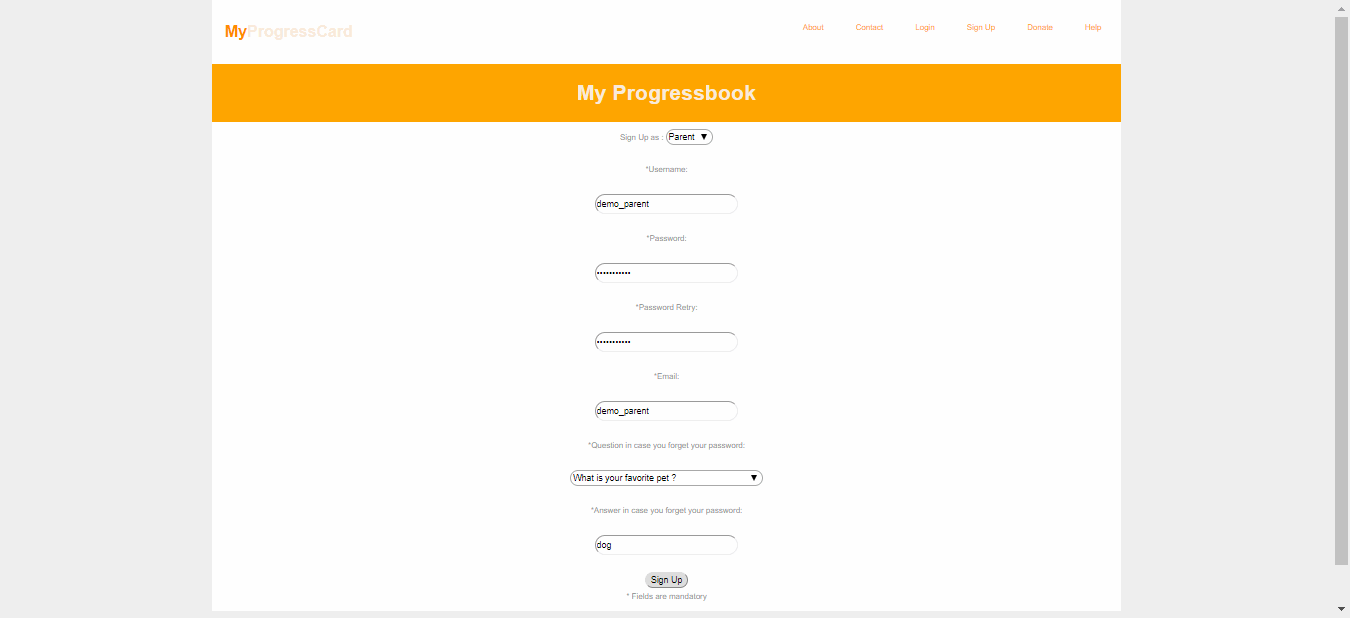 MyProgressCard
About Contact Login Sign Up Donate Help
My Progressbook
Sign Up as : Parent ▼
*Username:
demo_parent
*Password:
•••••••••••
*Password Retry:
•••••••••••
*Email:
demo_parent
*Question in case you forget your password:
What is your favorite pet ? ▼
*Answer in case you forget your password:
dog
Sign Up
* Fields are mandatory